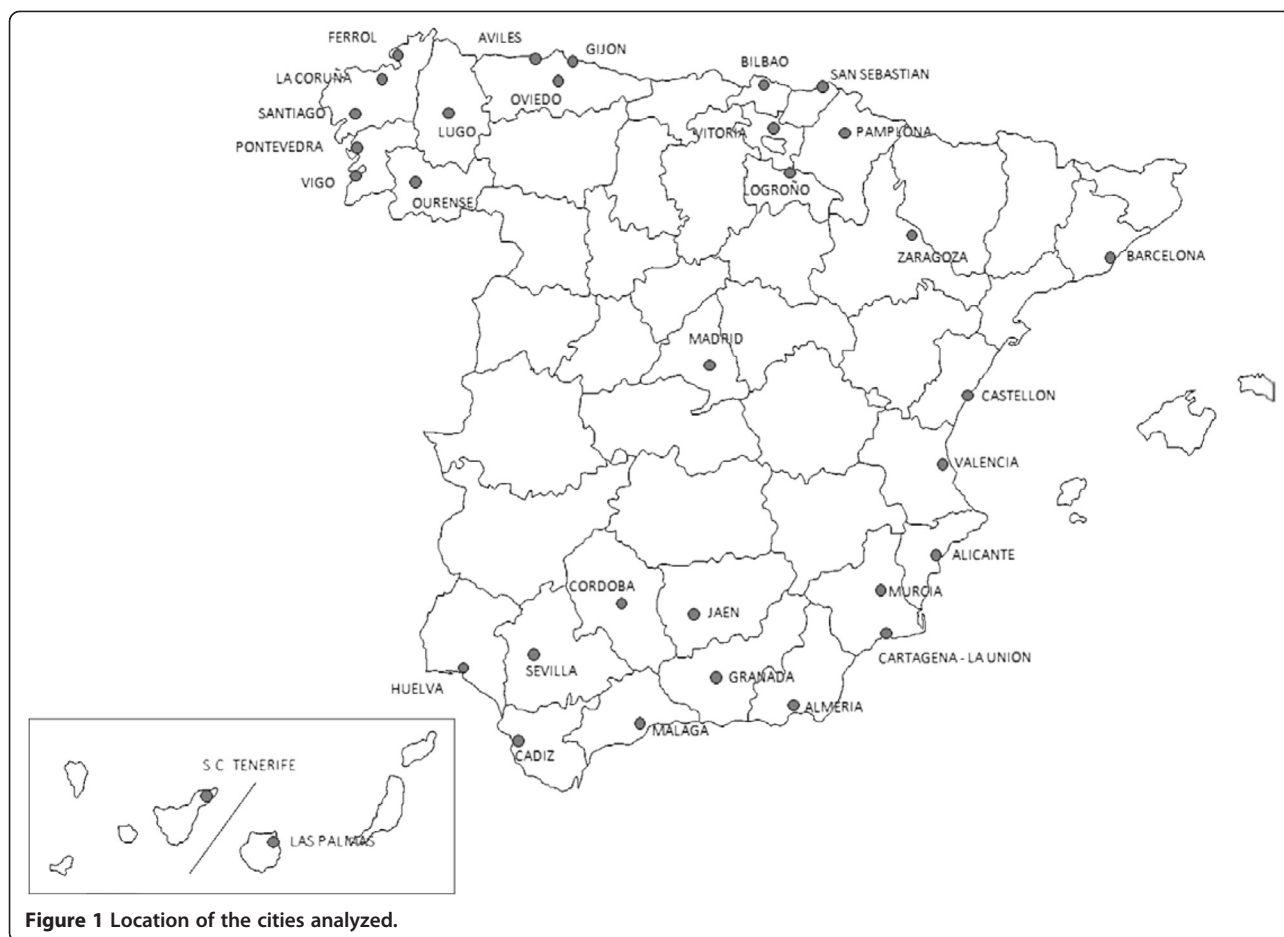 FERROL
AVILES
GIJON
BILBAO
SAN SEBASTIAN
LA CORUÑA
OVIEDO
SANTIAGO
LUGO
VITORIA
PAMPLONA
PONTEVEDRA
VIGO
OURENSE
LOGROÑO
ZARAGOZA
BARCELONA
MADRID
CASTELLON
VALENCIA
ALICANTE
CORDOBA
MURCIA
JAEN
CARTAGENA - LA UNION
SEVILLA
GRANADA
HUELVA
ALMERIA
MALAGA
CADIZ
S C TENERIFE
LAS PALMAS
Figure 1 Location of the cities analyzed.